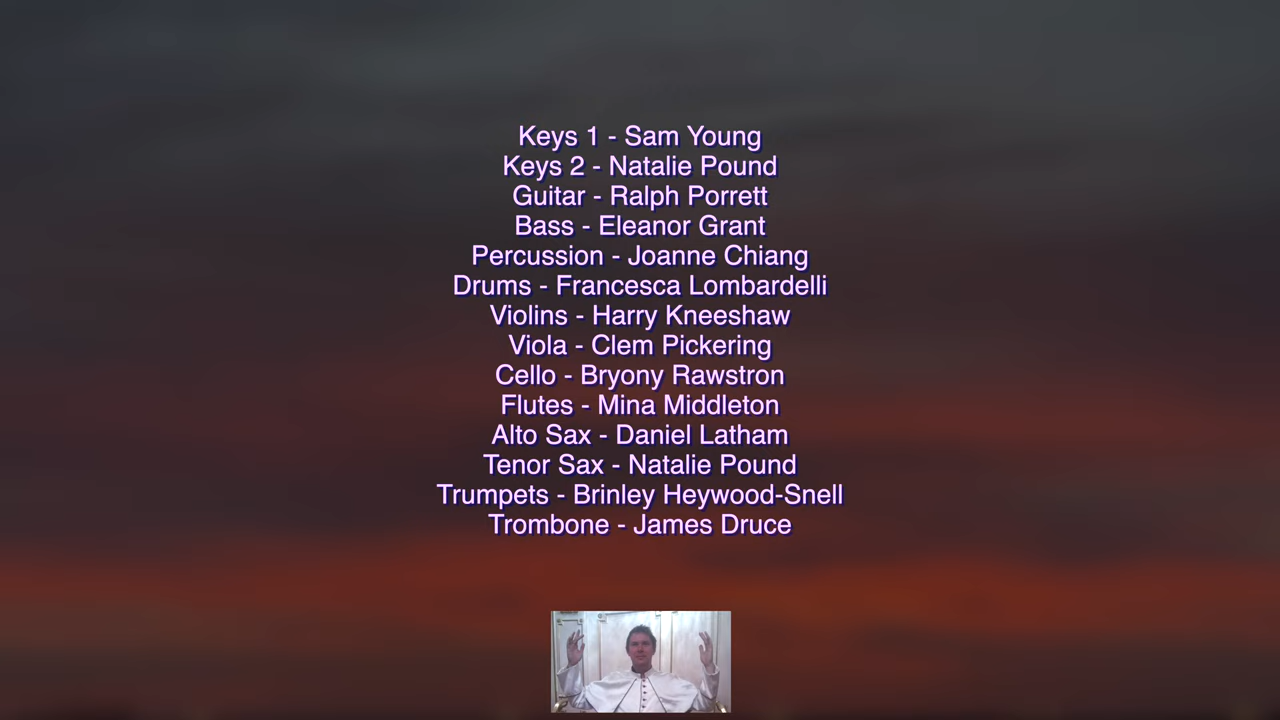 Keys 1 - Sam Young
Keys 2 - Natalie Pound
Guitar - Ralph Porrett
Bass - Eleanor Grant
Percussion - Joanne Chiang
Drums - Francesca Lombardelli
Violins - Harry Kneeshaw
Viola - Clem Pickering
Cello - Bryony Rawstron
Flutes - Mina Middleton
Alto Sax - Daniel Latham
Tenor Sax - Natalie Pound
Trumpets - Brinley Heywood-Snell
Trombone - James Druce